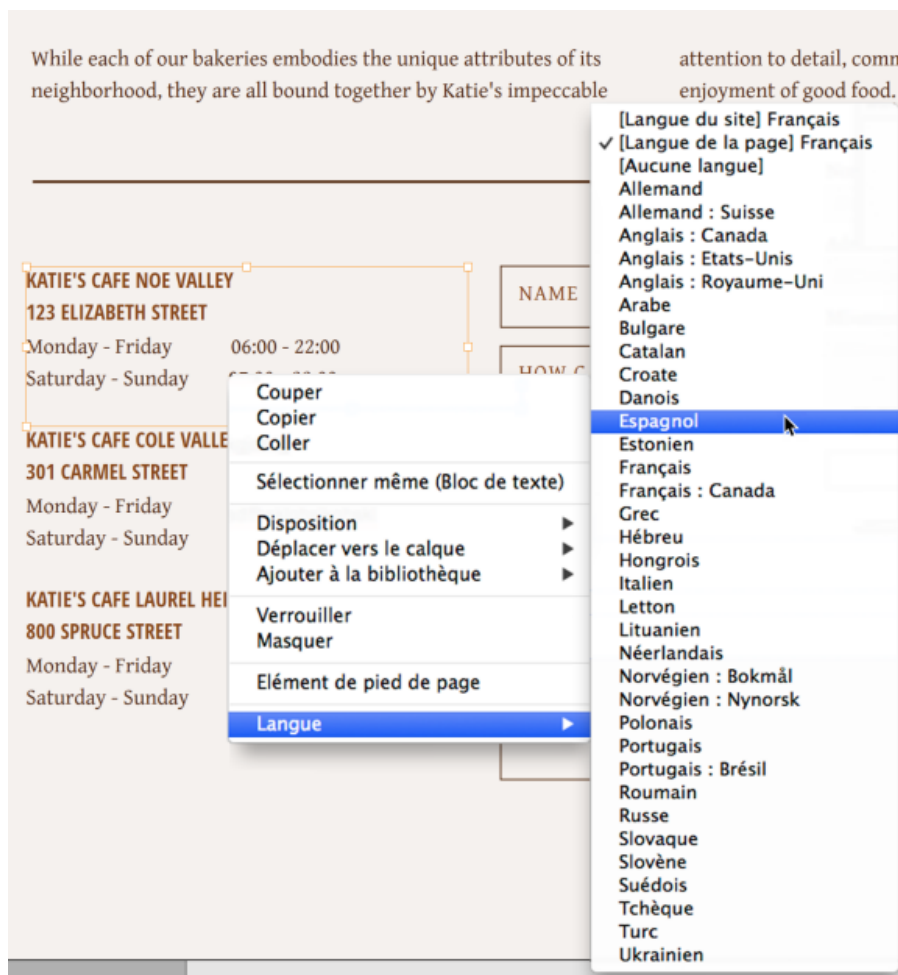 While each of our bakeries embodies the unique attributes of its
neighborhood, they are all bound together by Katie's impeccable
attention to detail,
enjoyment of good food.
KATIE'S CAFE NOE VALLEY
123 ELIZABETH STREET
Monday - Friday 06:00 - 22:00
Saturday - Sunday
KATIE'S CAFE COLE VALLE
301 CARMEL STREET
Monday - Friday
Saturday - Sunday
KATIE'S CAFE LAUREL HEI
800 SPRUCE STREET
Monday - Friday
Saturday - Sunday
NAME
HOW
Couper
Copier
Coller
Sélectionner même (Bloc de texte)
Disposition
Déplacer vers le calque
Ajouter à la bibliothèque
Verrouiller
Masquer
Elément de pied de page
Langue
[Langue du site] Français
✓ [Langue de la page] Français
[Aucune langue]
Allemand
Allemand : Suisse
Anglais : Canada
Anglais : Etats-Unis
Anglais : Royaume-Uni
Arabe
Bulgare
Catalan
Croate
Danois
Espagnol
Estonien
Français
Français : Canada
Grec
Hébreu
Hongrois
Italien
Letton
Lituanien
Néerlandais
Norvégien : Bokmål
Norvégien : Nynorsk
Polonais
Portugais
Portugais : Brésil
Roumain
Russe
Slovaque
Slovène
Suédois
Tchèque
Turc
Ukrainien